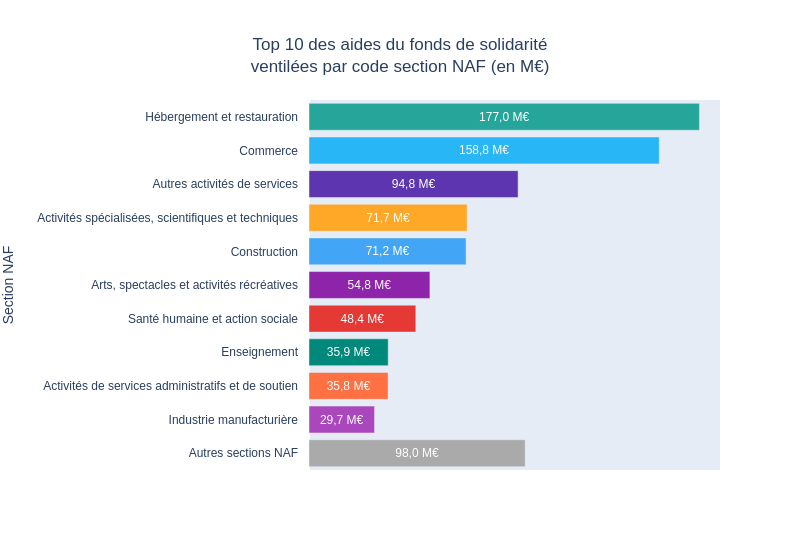 Top 10 des aides du fonds de solidarité
ventilées par code section NAF (en M€)
Section NAF
Hébergement et restauration 177,0 M€
Commerce 158,8 M€
Autres activités de services 94,8 M€
Activités spécialisées, scientifiques et techniques 71,7 M€
Construction 71,2 M€
Arts, spectacles et activités récréatives 54,8 M€
Santé humaine et action sociale 48,4 M€
Enseignement 35,9 M€
Activités de services administratifs et de soutien 35,8 M€
Industrie manufacturière 29,7 M€
Autres sections NAF 98,0 M€